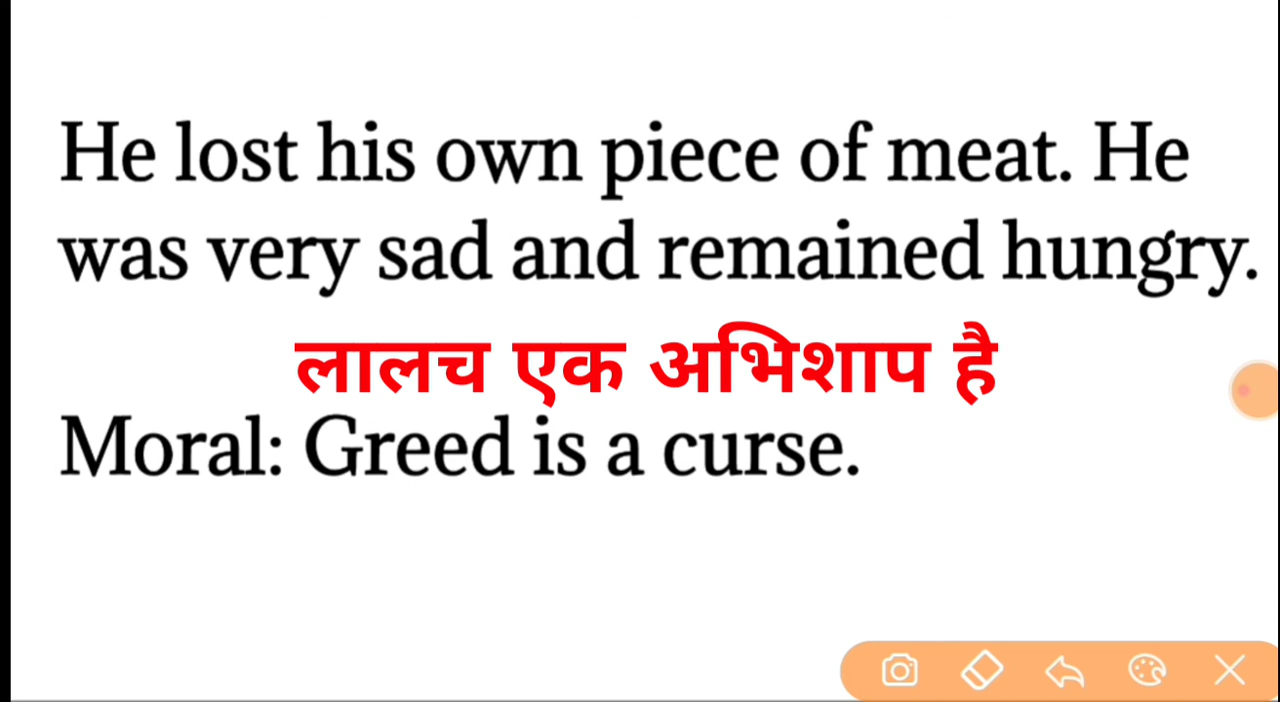 He lost his own piece of meat. He
was very sad and remained hungry.
लालच एक अभिशाप है
Moral: Greed is a curse.